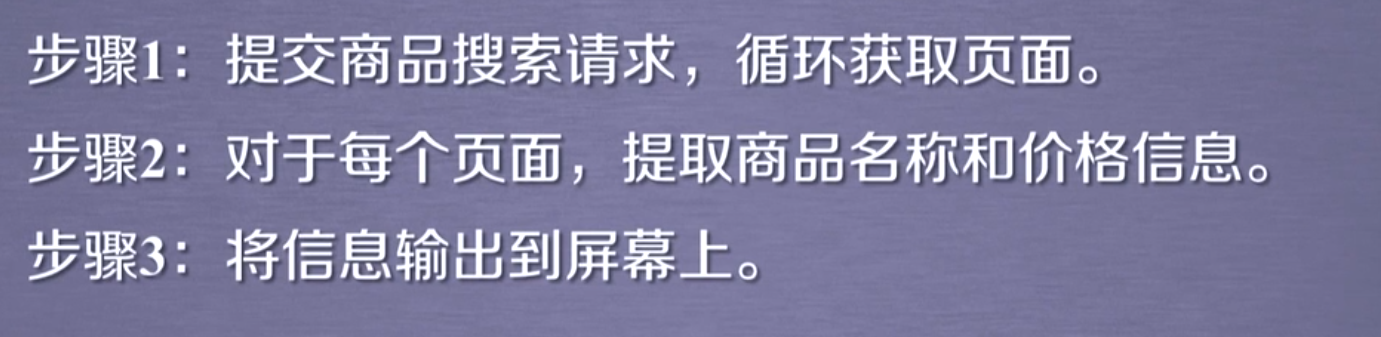 步骤1：提交商品搜索请求，循环获取页面。
步骤2：对于每个页面，提取商品名称和价格信息。
步骤3：将信息输出到屏幕上。